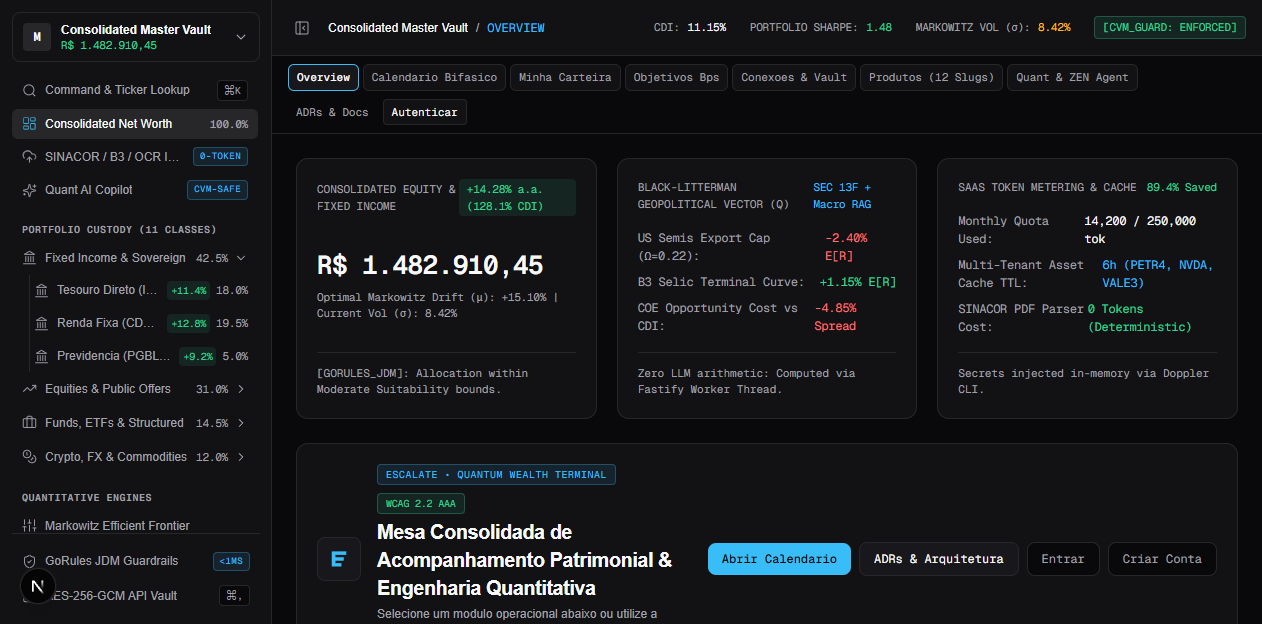 M
Consolidated Master Vault
R$ 1.482.910,45
Command & Ticker Lookup ⌘K
Consolidated Net Worth 100.0%
SINACOR / B3 / OCR I... 0-TOKEN
Quant AI Copilot CVM-SAFE
PORTFOLIO CUSTODY (11 CLASSES)
Fixed Income & Sovereign 42.5%
Tesouro Direto (I... +11.4% 18.0%
Renda Fixa (CD... +12.8% 19.5%
Previdencia (PGBL... +9.2% 5.0%
Equities & Public Offers 31.0%
Funds, ETFs & Structured 14.5%
Crypto, FX & Commodities 12.0%
QUANTITATIVE ENGINES
Markowitz Efficient Frontier
GoRules JDM Guardrails <1MS
N
ES-256-GCM API Vault ⌘,
Consolidated Master Vault / OVERVIEW
CDI: 11.15% PORTFOLIO SHARPE: 1.48 MARKOWITZ VOL (σ): 8.42% [CVM_GUARD: ENFORCED]
Overview Calendario Bifasico Minha Carteira Objetivos Bps Conexoes & Vault Produtos (12 Slugs) Quant & ZEN Agent
ADRs & Docs Autenticar
CONSOLIDATED EQUITY &
FIXED INCOME
+14.28% a.a.
(128.1% CDI)
R$ 1.482.910,45
Optimal Markowitz Drift (μ): +15.10% |
Current Vol (σ): 8.42%
[GORULES_JDM]: Allocation within
Moderate Suitability bounds.
BLACK-LITTERMAN
GEOPOLITICAL VECTOR (Q)
SEC 13F +
Macro RAG
US Semis Export Cap
(Ω=0.22):
-2.40%
E[R]
B3 Selic Terminal Curve: +1.15% E[R]
COE Opportunity Cost vs
CDI:
-4.85%
Spread
Zero LLM arithmetic: Computed via
Fastify Worker Thread.
SAAS TOKEN METERING & CACHE 89.4% Saved
Monthly Quota
Used:
14,200 / 250,000
tok
Multi-Tenant Asset
Cache TTL:
6h (PETR4, NVDA,
VALE3)
SINACOR PDF Parser
Cost:
0 Tokens
(Deterministic)
Secrets injected in-memory via Doppler
CLI.
ESCALATE · QUANTUM WEALTH TERMINAL
WCAG 2.2 AAA
Mesa Consolidada de
Acompanhamento Patrimonial &
Engenharia Quantitativa
Selecione um modulo operacional abaixo ou utilize a
Abrir Calendario ADRs & Arquitetura Entrar Criar Conta